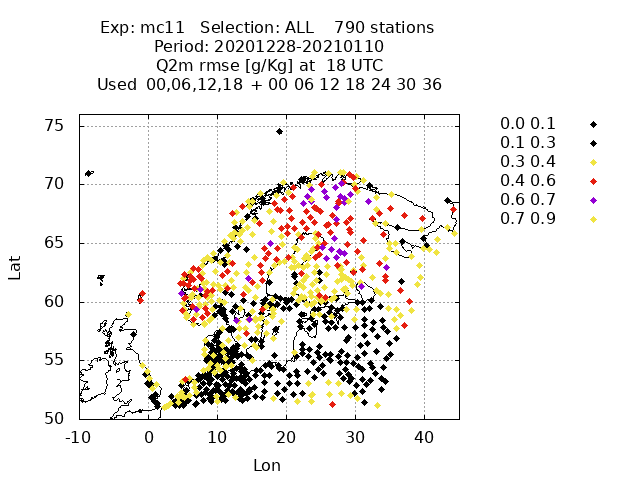 Exp: mc11 Selection: ALL 790 stations
Period: 20201228-20210110
Q2m rmse [g/Kg] at 18 UTC
Used 00,06,12,18 + 00 06 12 18 24 30 36
75
70
65
60
55
50
-10 0 10 20 30 40
Lat
Lon
0.0 0.1
0.1 0.3
0.3 0.4
0.4 0.6
0.6 0.7
0.7 0.9